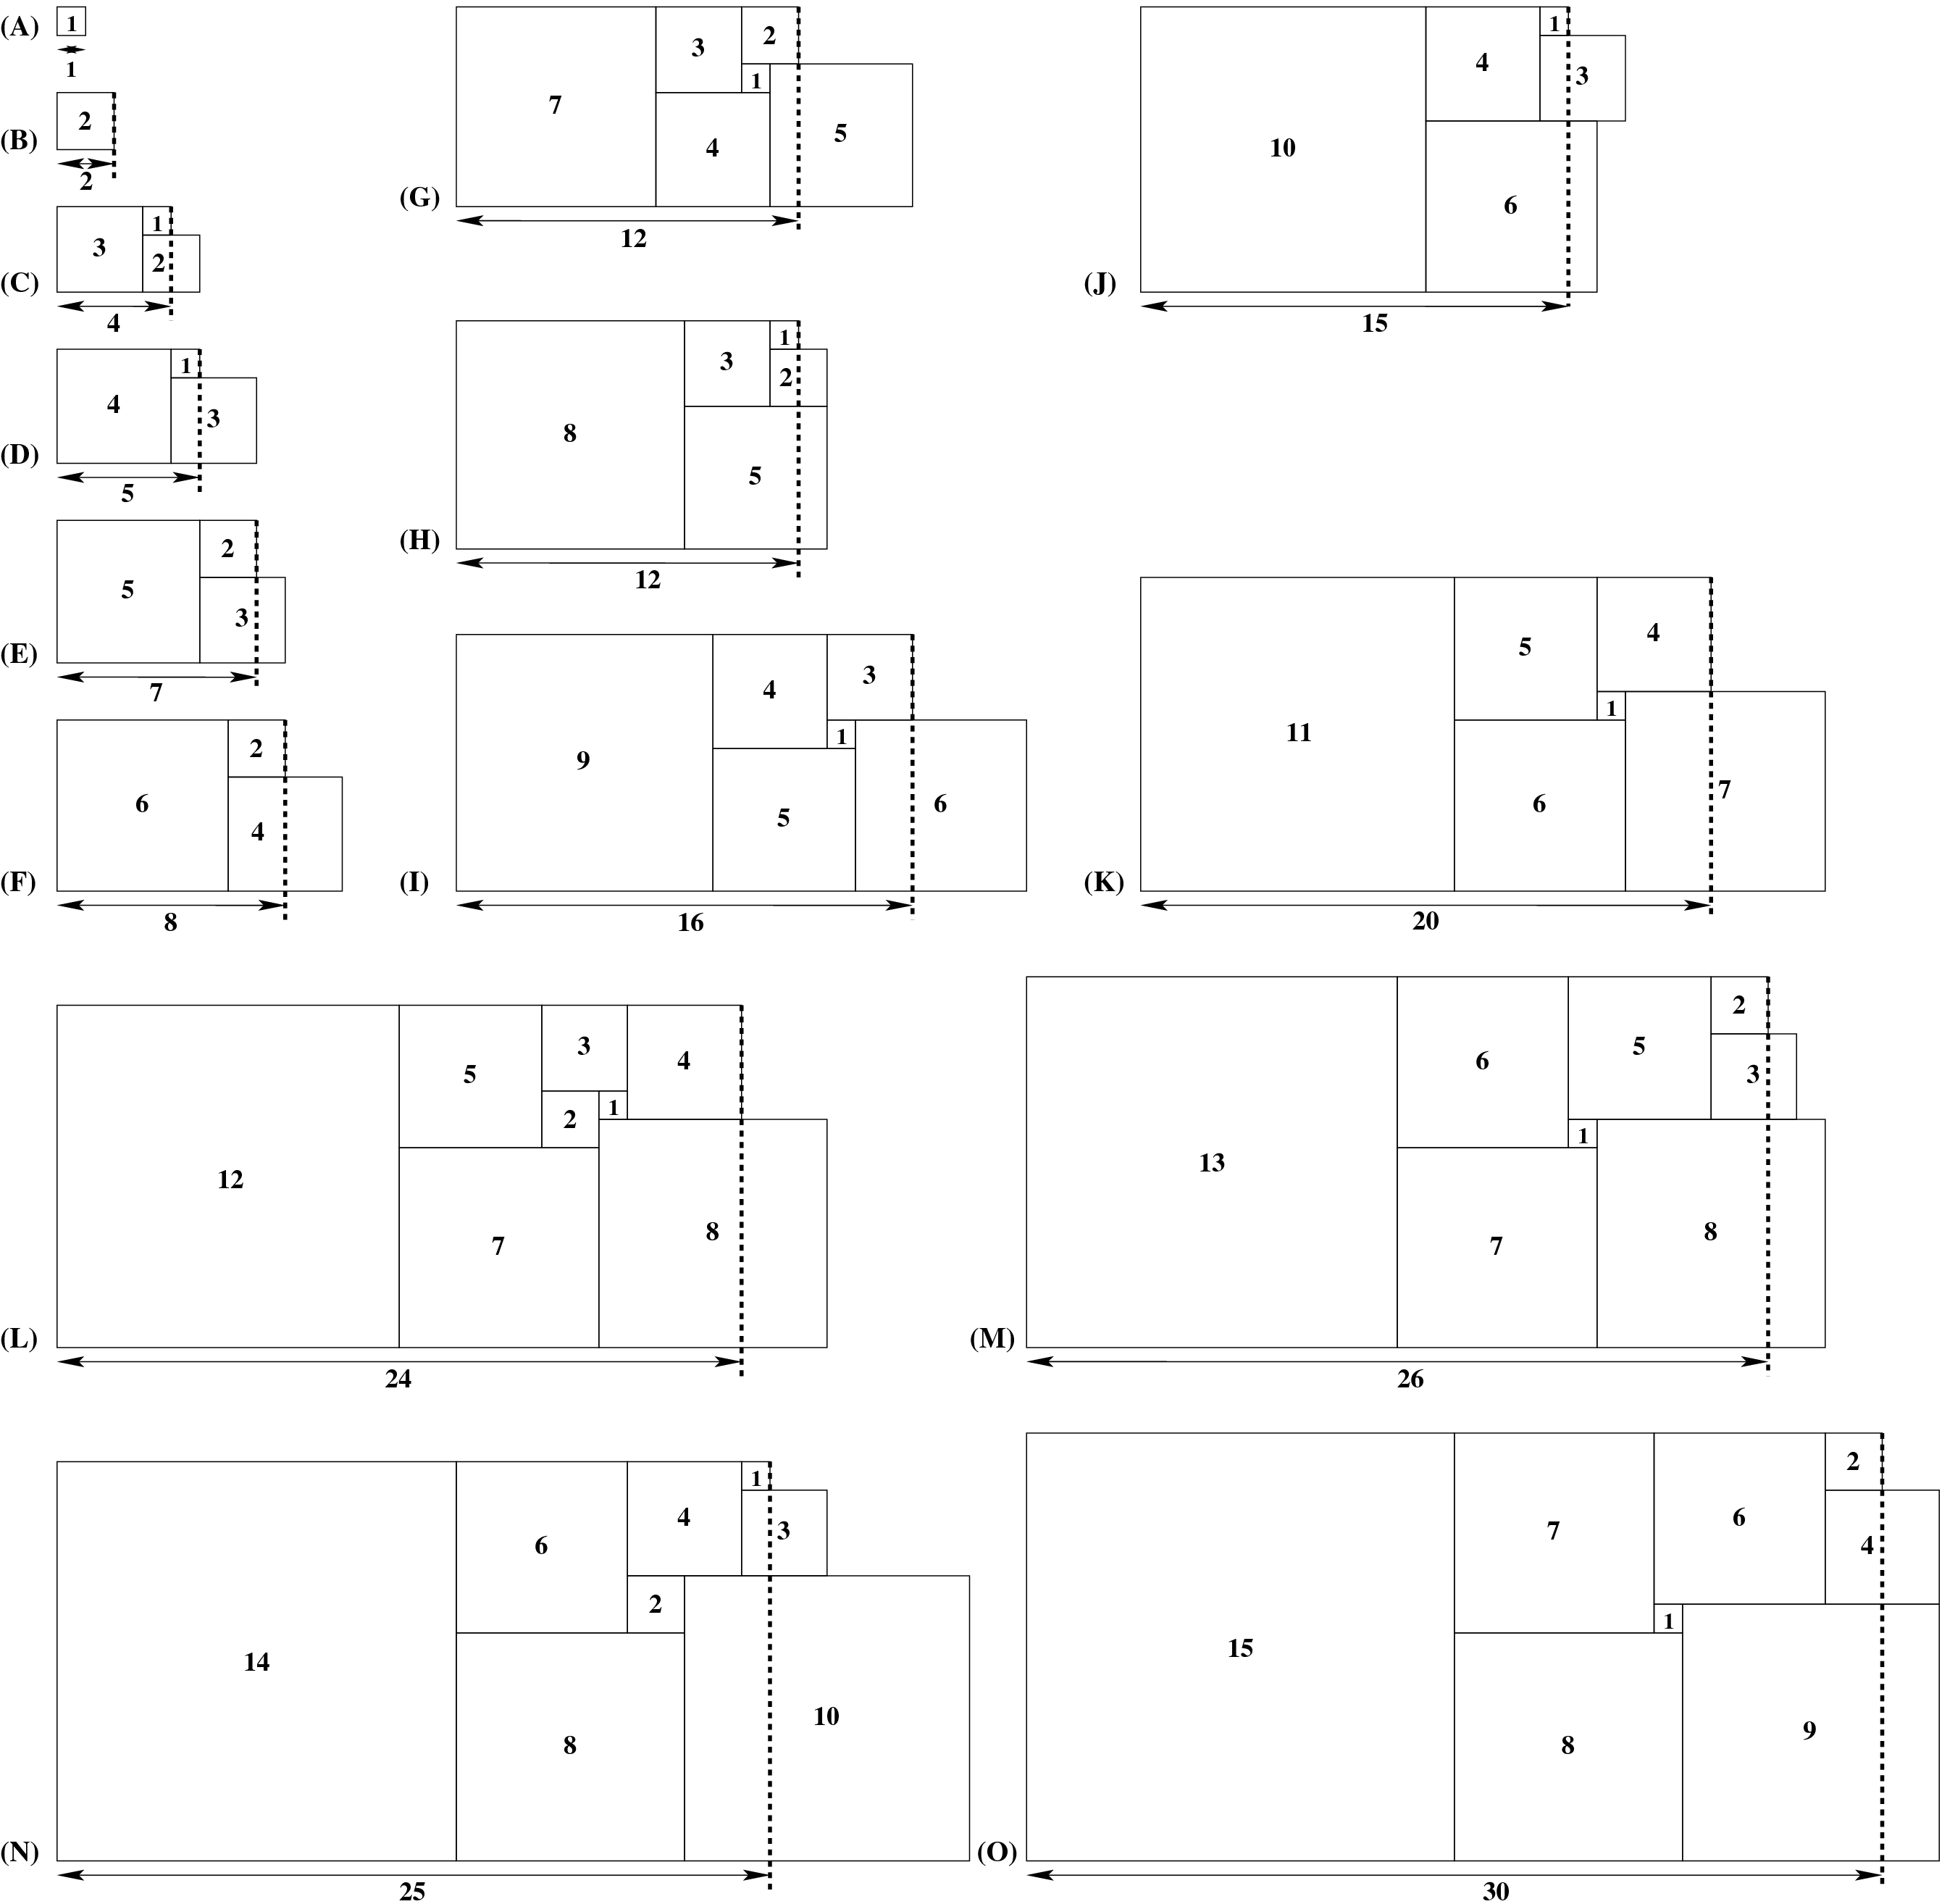 (A) 1
1
(B) 2
2
(C) 3 1 2
4
(D) 4 1 3
5
(E) 5 2 3
7
(F) 6 2 4
8
(G) 7 3 2 1 4 5
12
(H) 8 3 1 2 5
12
(I) 9 4 3 1 5 6
16
(J) 10 4 1 3 6
15
(K) 11 5 4 1 6 7
20
(L) 12 5 3 4 2 1 7 8
24
(M) 13 6 5 2 3 1 7 8
26
(N) 14 6 4 1 3 2 8 10
25
(O) 15 7 6 2 4 1 8 9
30